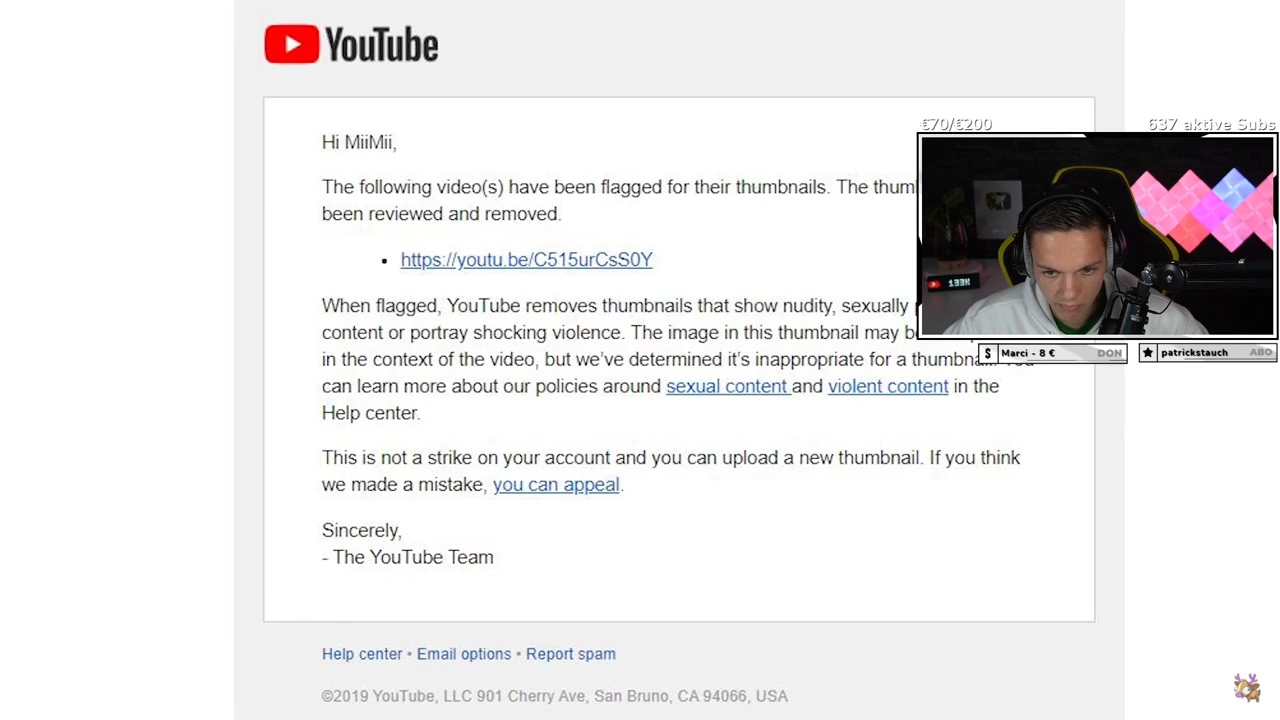 YouTube
Hi MiiMii,
€70/€200 637 aktive Subs
The following video(s) have been flagged for their thumbnails. The
been reviewed and removed.
• https://youtu.be/C515urCsS0Y
133K
When flagged, YouTube removes thumbnails that show nudity, sexually
content or portray shocking violence. The image in this thumbnail may
$ Marci - 8 € DON
★ patrickstauch ABO
in the context of the video, but we've determined it's inappropriate for a
can learn more about our policies around sexual content and violent content in the
Help center.
This is not a strike on your account and you can upload a new thumbnail. If you think
we made a mistake, you can appeal.
Sincerely,
- The YouTube Team
Help center • Email options • Report spam
©2019 YouTube, LLC 901 Cherry Ave, San Bruno, CA 94066, USA